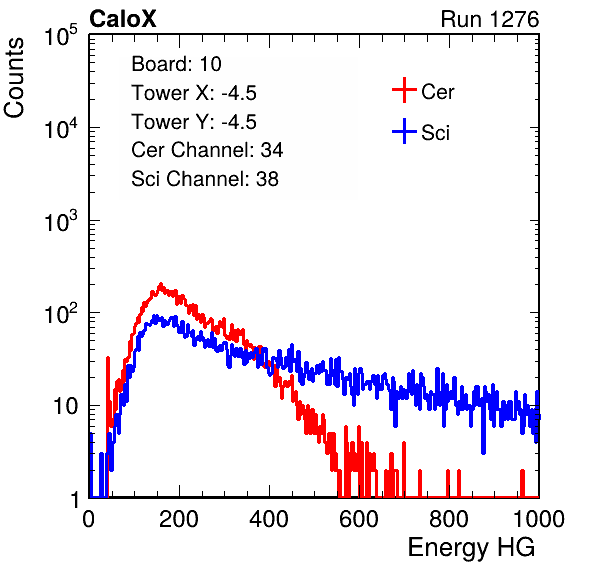 CaloX Run 1276
Counts
10^5
10^4
10^3
10^2
10
1
Board: 10
Tower X: -4.5
Tower Y: -4.5
Cer Channel: 34
Sci Channel: 38
Cer
Sci
0 200 400 600 800 1000
Energy HG